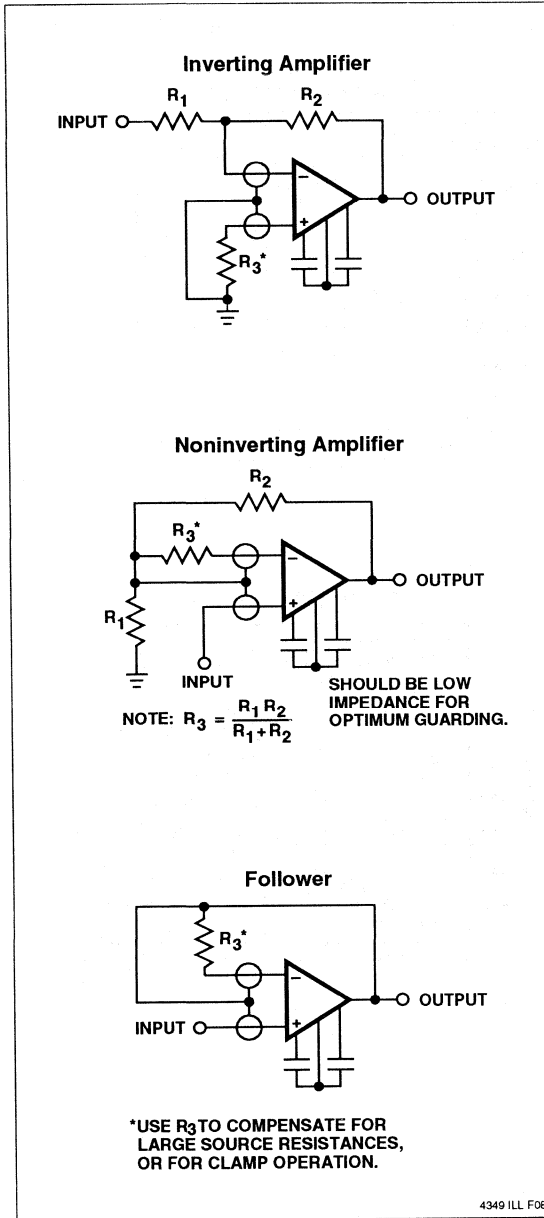 Inverting Amplifier
R1
R2
INPUT
−
OUTPUT
+
R3*
Noninverting Amplifier
R2
R3*
−
OUTPUT
+
R1
INPUT
SHOULD BE LOW
IMPEDANCE FOR
OPTIMUM GUARDING.
NOTE: R3 = R1 R2 / R1+R2
Follower
R3*
−
OUTPUT
INPUT
+
*USE R3 TO COMPENSATE FOR
LARGE SOURCE RESISTANCES,
OR FOR CLAMP OPERATION.
4349 ILL F08